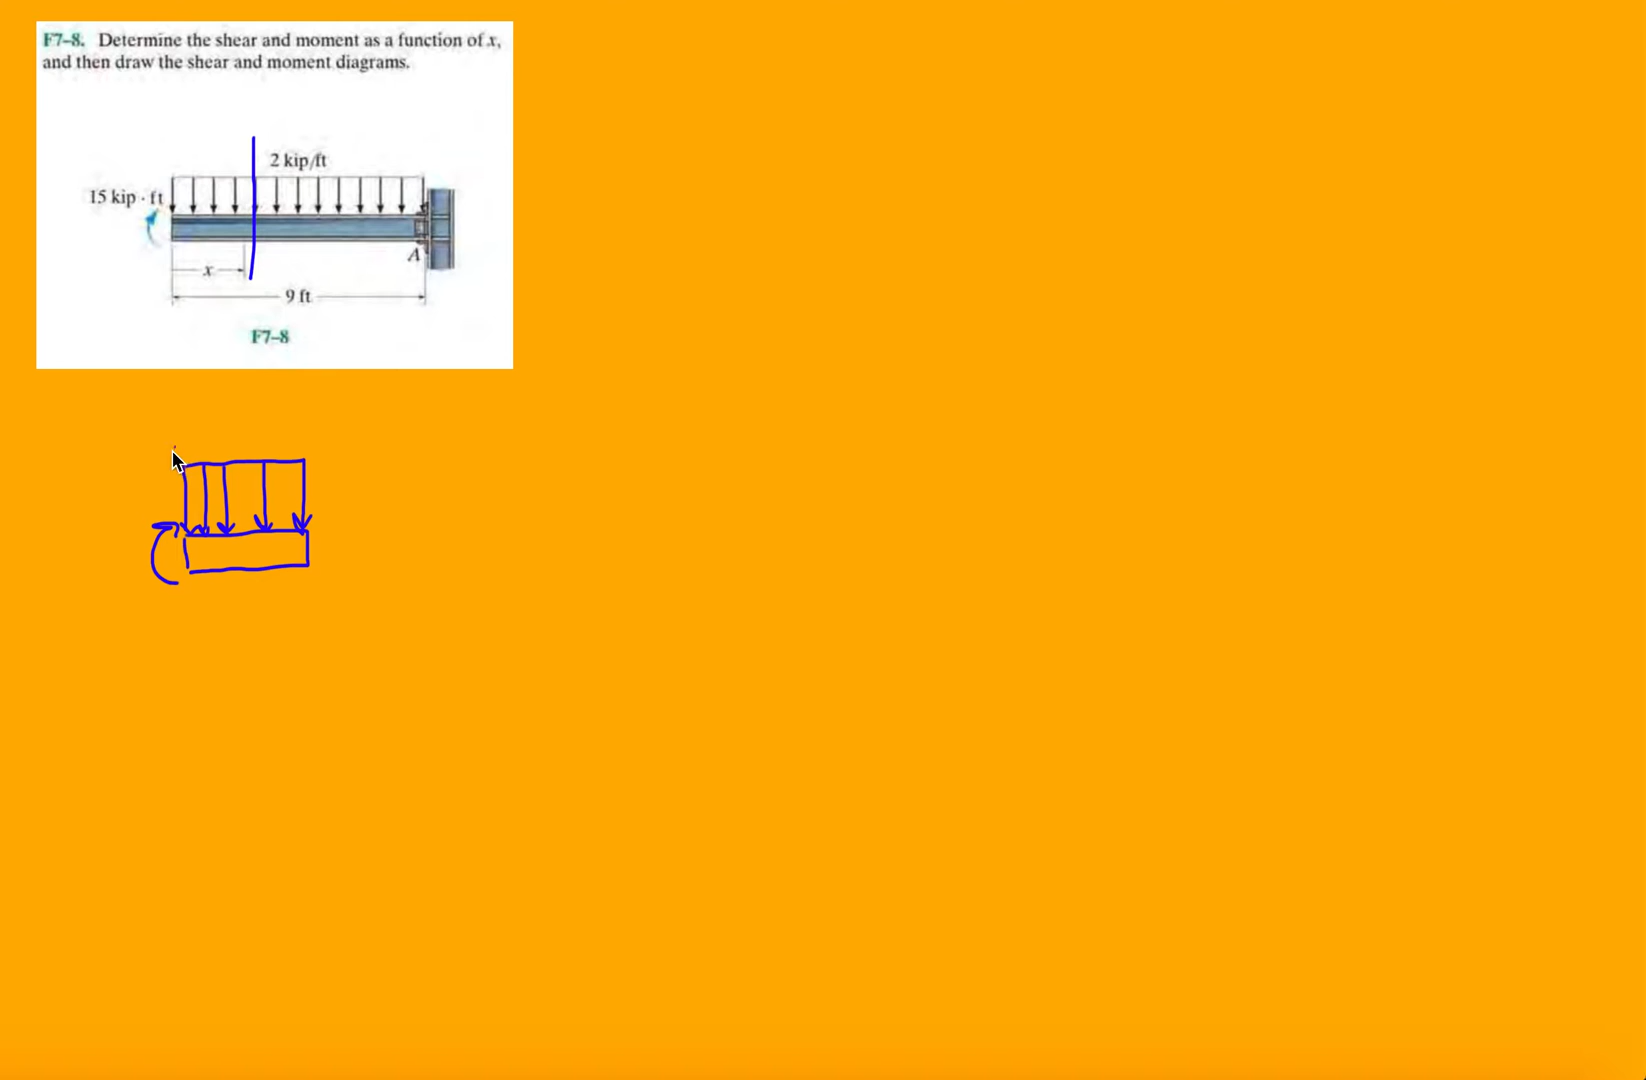 F7–8. Determine the shear and moment as a function of x,
and then draw the shear and moment diagrams.
2 kip/ft
15 kip · ft
A
x
9 ft
F7–8